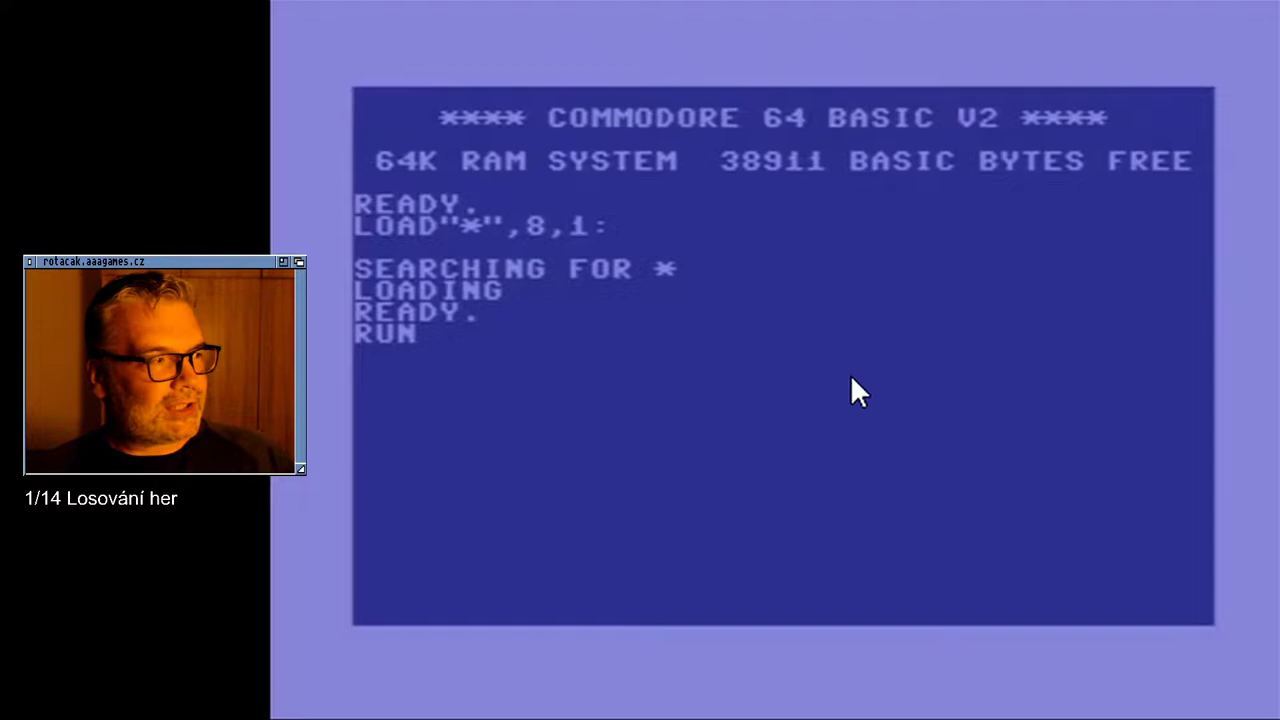 **** COMMODORE 64 BASIC V2 ****
64K RAM SYSTEM  38911 BASIC BYTES FREE
READY.
LOAD"*",8,1:
SEARCHING FOR *
LOADING
READY.
RUN
rotacak.aaagames.cz
1/14 Losování her